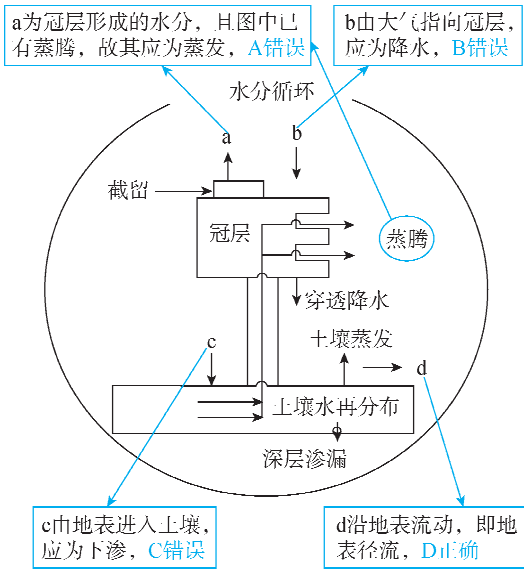 a为冠层形成的水分，且图中已
有蒸腾，故其应为蒸发，A错误
b由大气指向冠层，
应为降水，B错误
水分循环
a
b
截留
冠层
蒸腾
穿透降水
土壤蒸发
c
d
土壤水再分布
深层渗漏
c由地表进入土壤，
应为下渗，C错误
d沿地表流动，即地
表径流，D正确